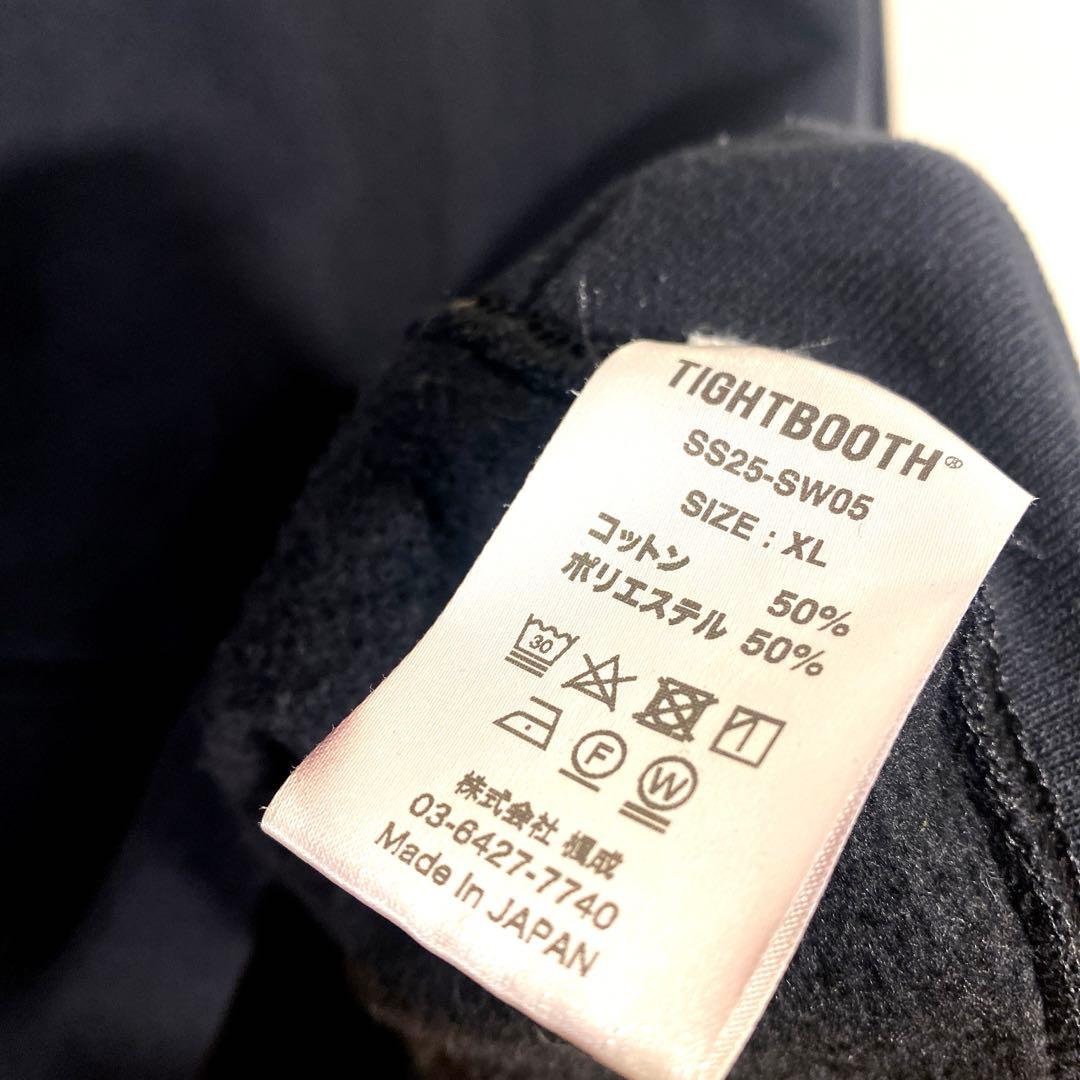 TIGHTBOOTH®
SS25-SW05
SIZE : XL
コットン 50%
ポリエステル 50%
30
F W
株式会社 楓成
03-6427-7740
Made In JAPAN